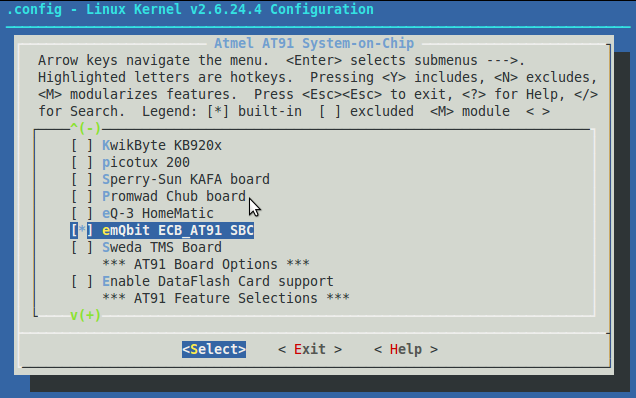 .config - Linux Kernel v2.6.24.4 Configuration
Atmel AT91 System-on-Chip
Arrow keys navigate the menu.  <Enter> selects submenus --->.
Highlighted letters are hotkeys.  Pressing <Y> includes, <N> excludes,
<M> modularizes features.  Press <Esc><Esc> to exit, <?> for Help, </>
for Search.  Legend: [*] built-in  [ ] excluded  <M> module  < >
^(-)
[ ] KwikByte KB920x
[ ] picotux 200
[ ] Sperry-Sun KAFA board
[ ] Promwad Chub board
[ ] eQ-3 HomeMatic
[*] emQbit ECB_AT91 SBC
[ ] Sweda TMS Board
*** AT91 Board Options ***
[ ] Enable DataFlash Card support
*** AT91 Feature Selections ***
v(+)
<Select>    < Exit >    < Help >